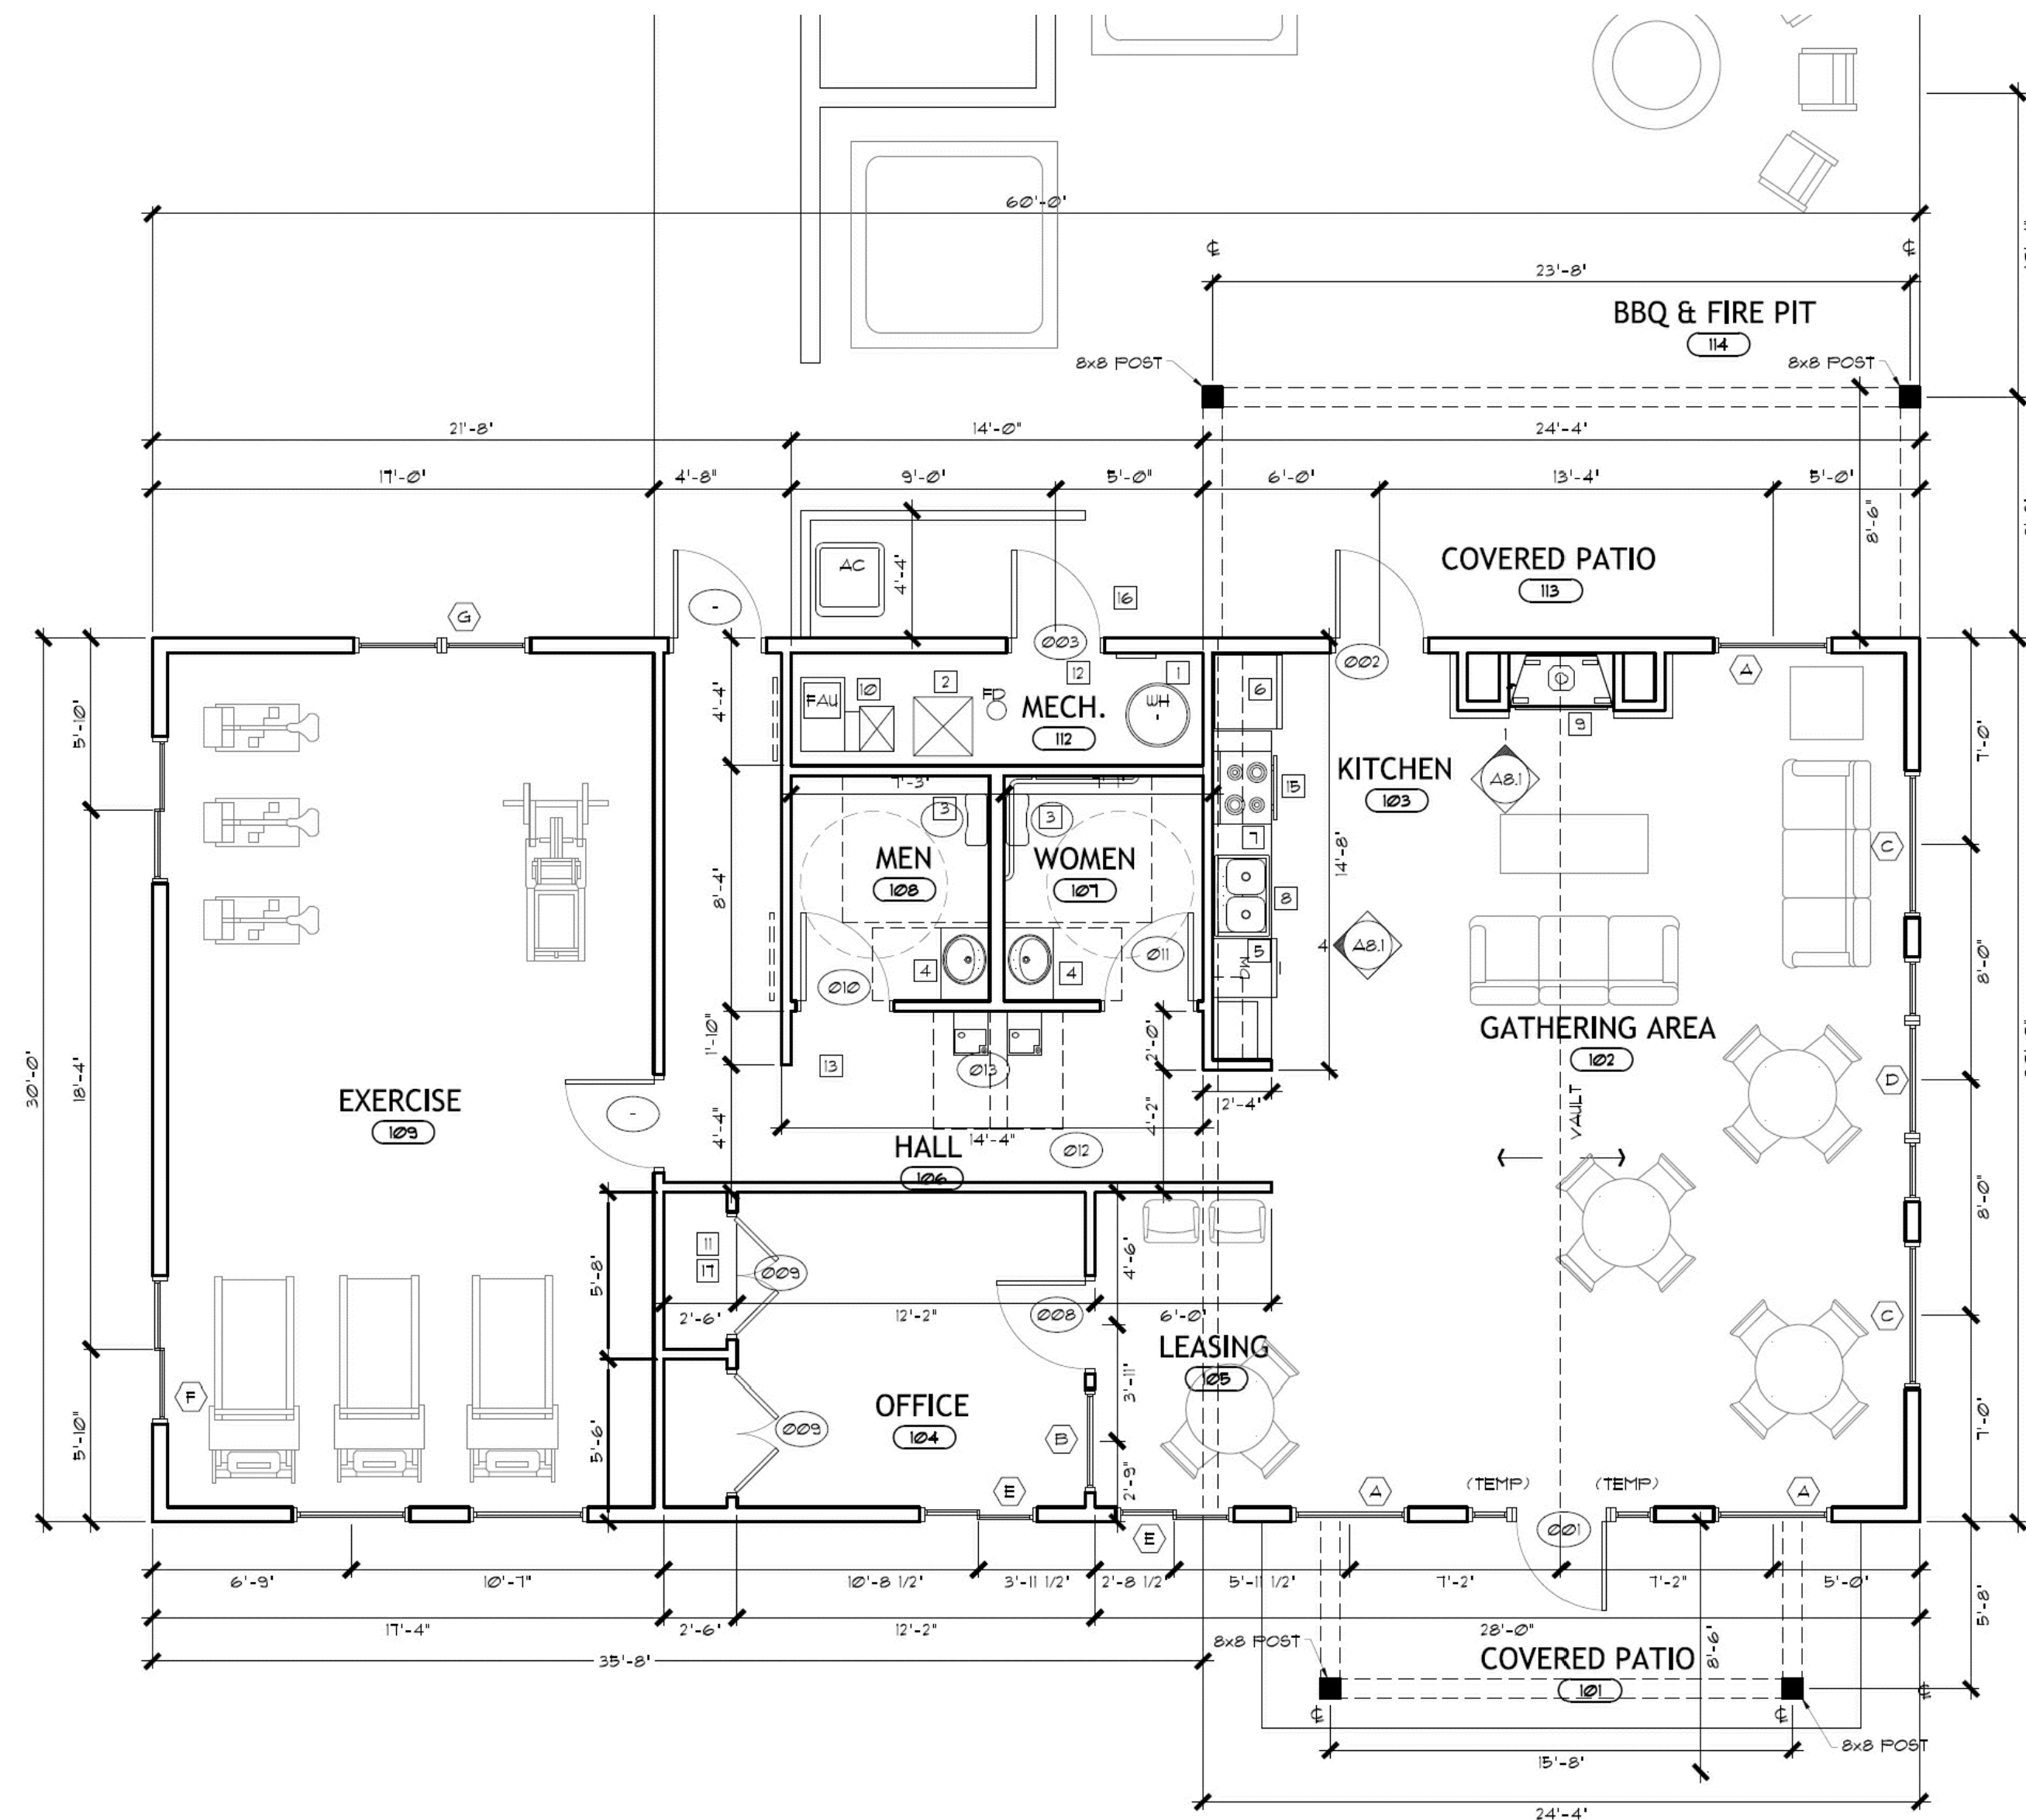 60'-0"
℄
℄
23'-8"
BBQ & FIRE PIT
114
8x8 POST
8x8 POST
21'-8"
14'-0"
24'-4"
17'-0"
4'-8"
9'-0"
5'-0"
6'-0"
13'-4"
5'-0"
8'-6"
AC
4'-4"
COVERED PATIO
113
16
-
G
003
002
A
FAU
10
2
FD
12
1
MECH.
112
WH
1
6
9
4'-4"
5'-10"
7'-0"
KITCHEN
103
1
A8.1
7'-3"
7'-1"
15
3
3
7
MEN
108
WOMEN
107
14'-8"
C
8'-4"
8
4
A8.1
4
4
5
MO
010
011
8'-0"
GATHERING AREA
102
1'-10"
2'-0"
13
013
30'-0"
18'-4"
EXERCISE
109
-
2'-4"
D
VAULT
4'-4"
4'-2"
14'-4"
HALL
106
012
8'-0"
11
17
009
5'-8"
4'-6"
2'-6"
12'-2"
008
6'-0"
C
LEASING
105
3'-11"
F
5'-10"
OFFICE
104
009
B
5'-6"
7'-0"
2'-9"
E
A
(TEMP)
(TEMP)
A
E
001
6'-9"
10'-7"
10'-8 1/2"
3'-11 1/2"
2'-8 1/2"
5'-11 1/2"
7'-2"
7'-2"
5'-0"
17'-4"
2'-6"
12'-2"
28'-0"
5'-8"
35'-8"
8x8 POST
COVERED PATIO
101
8'-6"
℄
℄
℄
15'-8"
8x8 POST
24'-4"